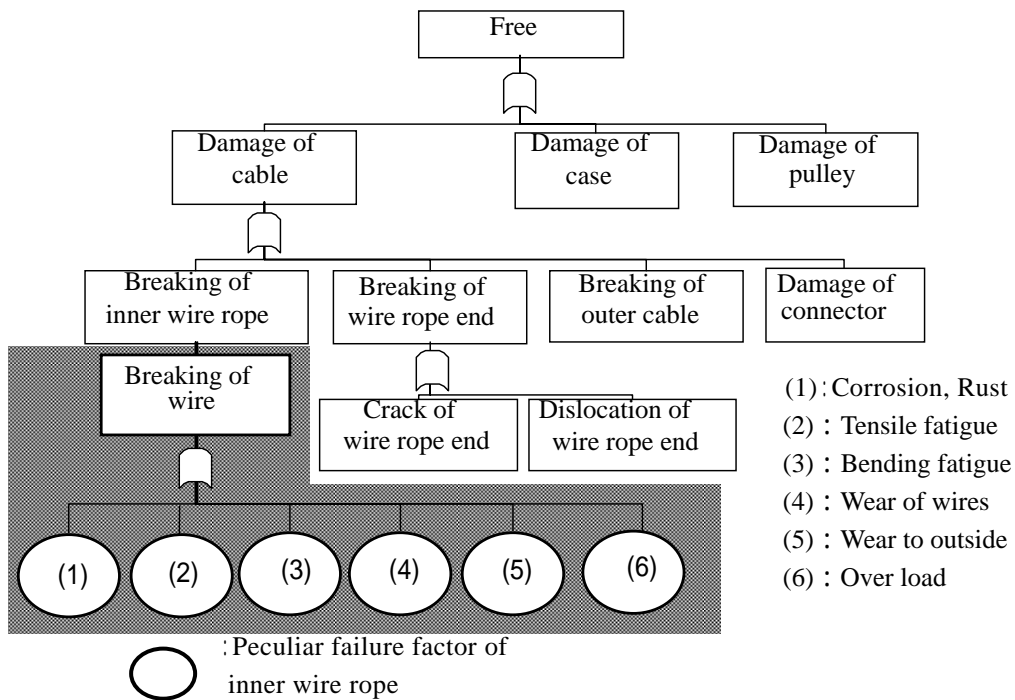 Free
Damage of
cable
Damage of
case
Damage of
pulley
Breaking of
inner wire rope
Breaking of
wire rope end
Breaking of
outer cable
Damage of
connector
Breaking of
wire
Crack of
wire rope end
Dislocation of
wire rope end
(1) : Corrosion, Rust
(2) : Tensile fatigue
(3) : Bending fatigue
(4) : Wear of wires
(5) : Wear to outside
(6) : Over load
(1)
(2)
(3)
(4)
(5)
(6)
: Peculiar failure factor of
inner wire rope